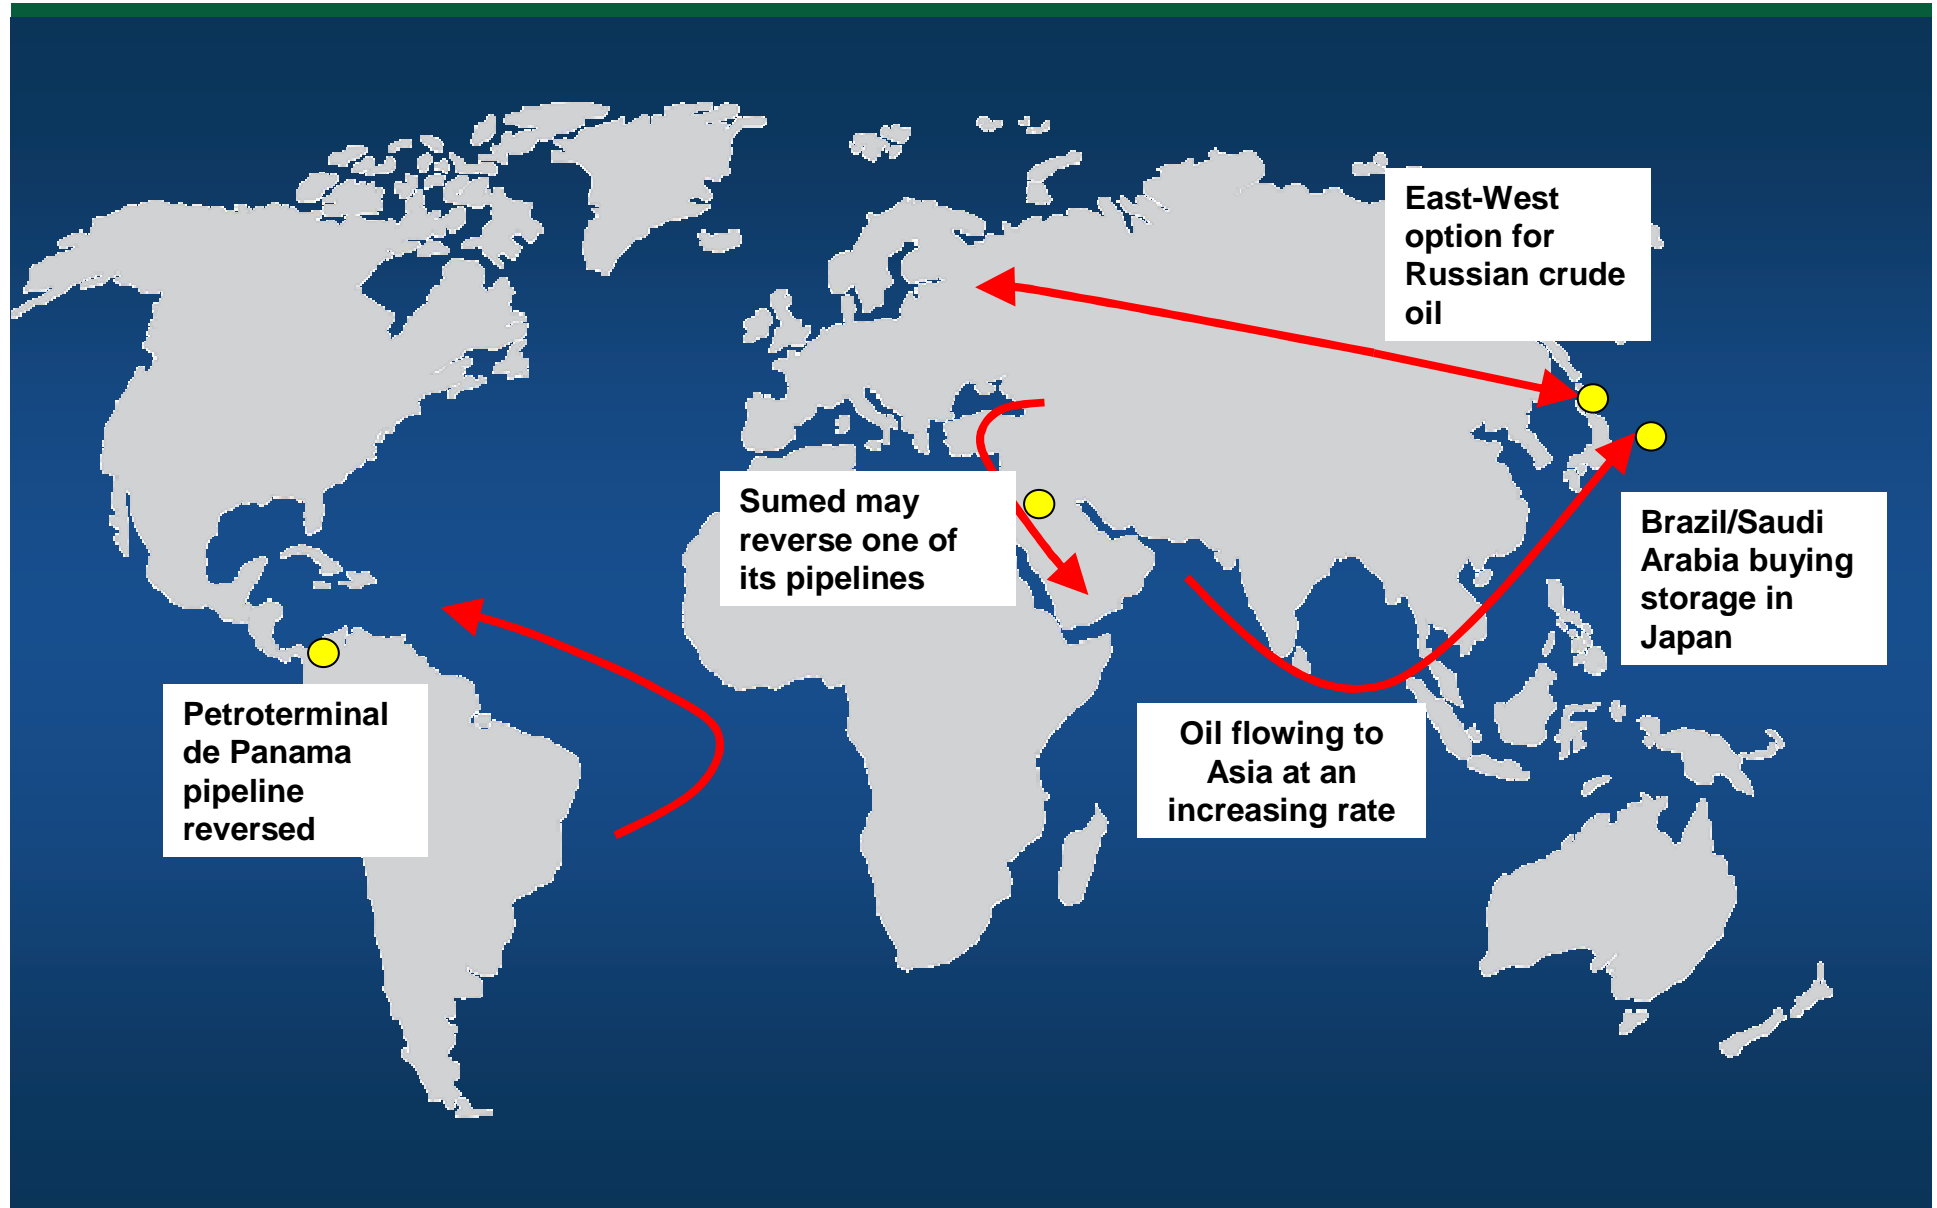 East-West
option for
Russian crude
oil
Sumed may
reverse one of
its pipelines
Brazil/Saudi
Arabia buying
storage in
Japan
Petroterminal
de Panama
pipeline
reversed
Oil flowing to
Asia at an
increasing rate